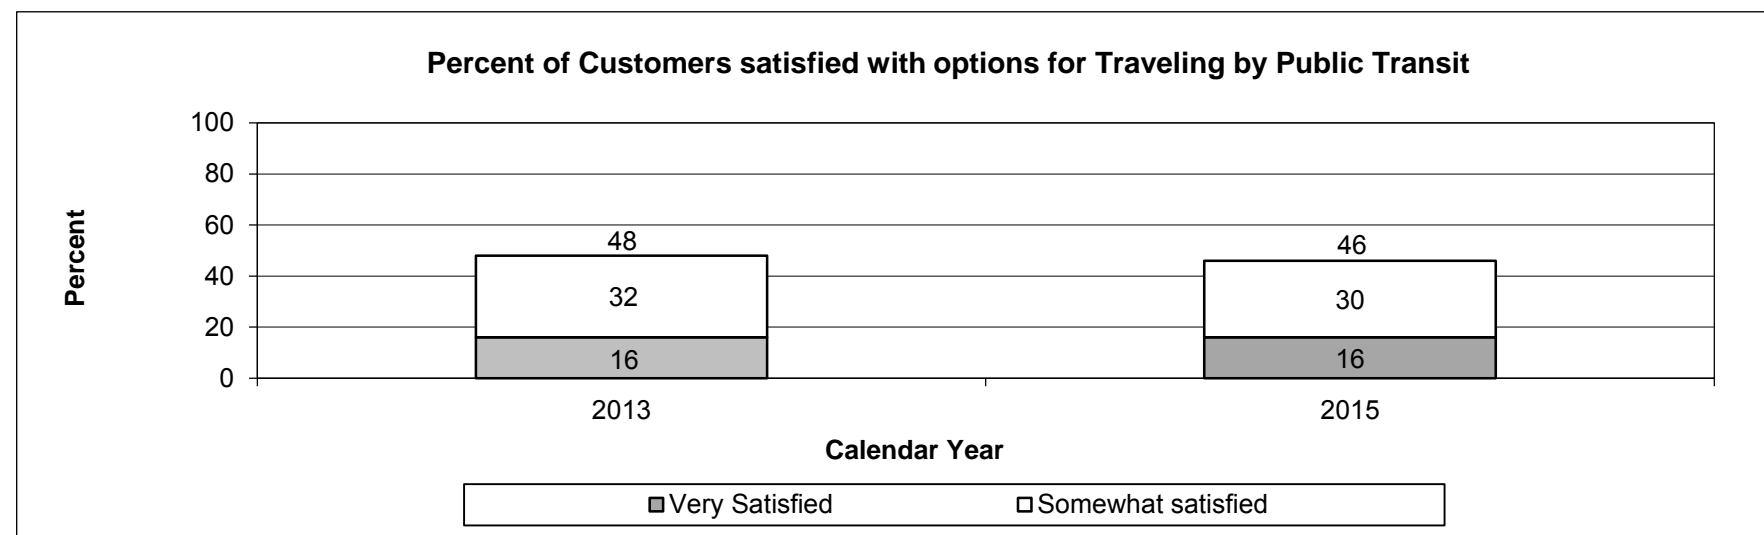 Percent of Customers satisfied with options for Traveling by Public Transit
100
80
60
40
20
0
Percent
48
32
16
46
30
16
2013
2015
Calendar Year
Very Satisfied
Somewhat satisfied